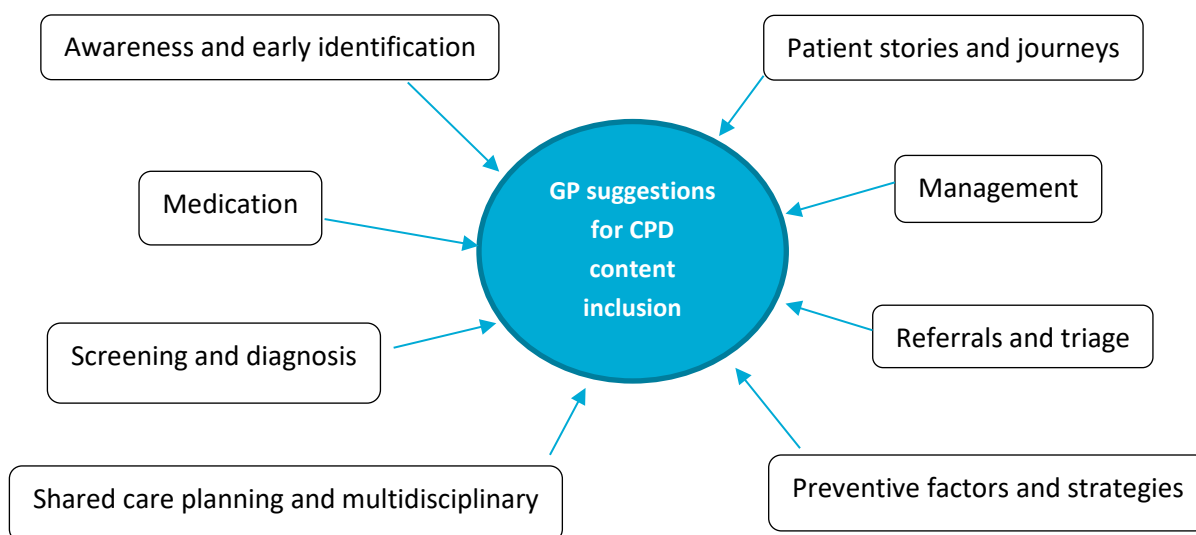 Awareness and early identification
Patient stories and journeys
GP suggestions
for CPD
content
inclusion
Medication
Management
Screening and diagnosis
Referrals and triage
Shared care planning and multidisciplinary
Preventive factors and strategies